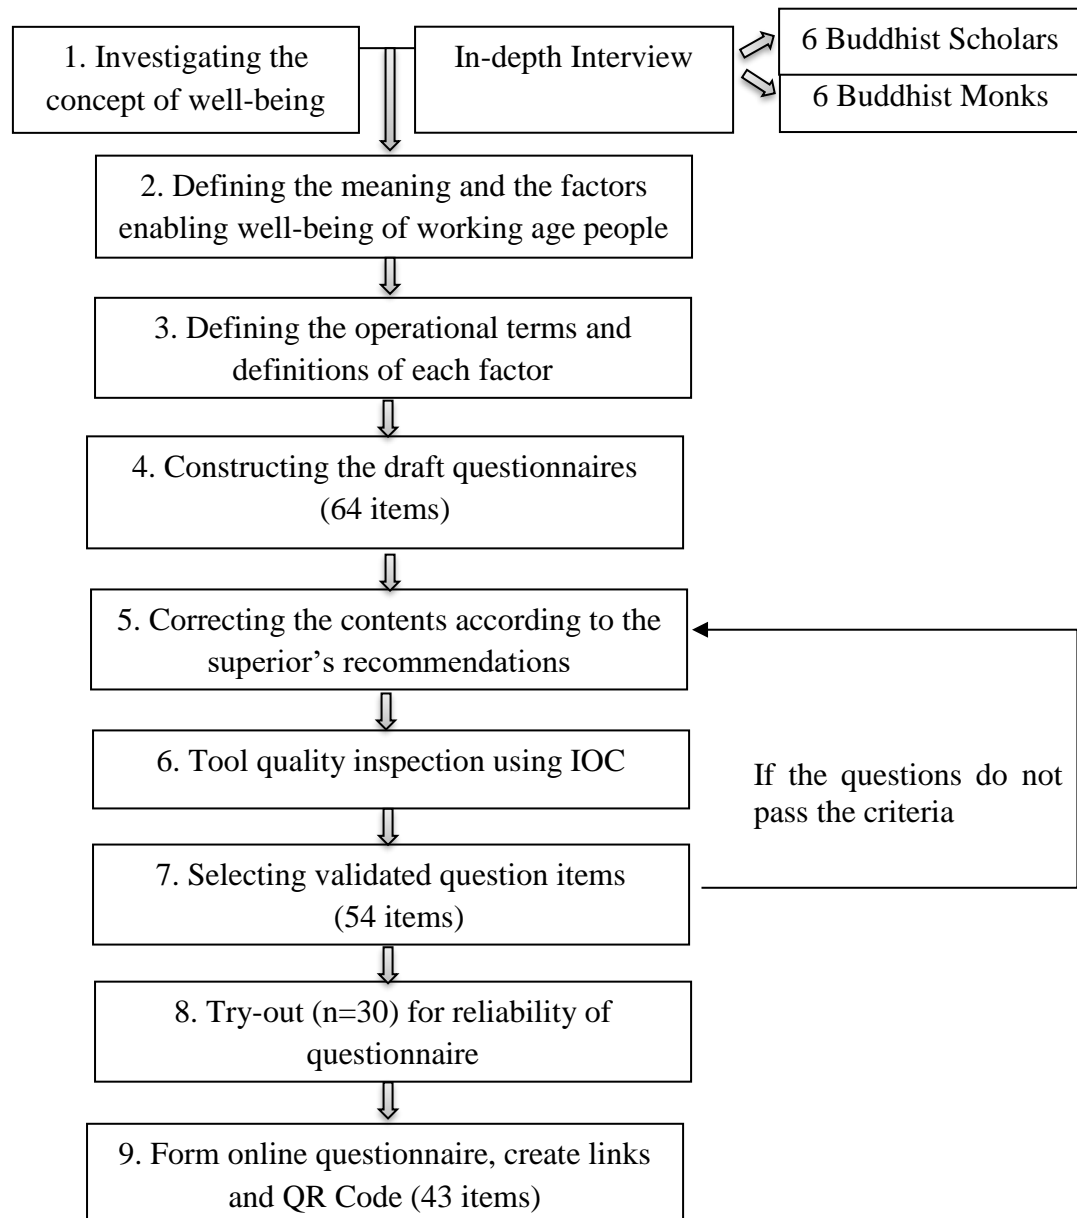 1. Investigating the
concept of well-being
In-depth Interview
6 Buddhist Scholars
6 Buddhist Monks
2. Defining the meaning and the factors
enabling well-being of working age people
3. Defining the operational terms and
definitions of each factor
4. Constructing the draft questionnaires
(64 items)
5. Correcting the contents according to the
superior’s recommendations
6. Tool quality inspection using IOC
If the questions do not
pass the criteria
7. Selecting validated question items
(54 items)
8. Try-out (n=30) for reliability of
questionnaire
9. Form online questionnaire, create links
and QR Code (43 items)